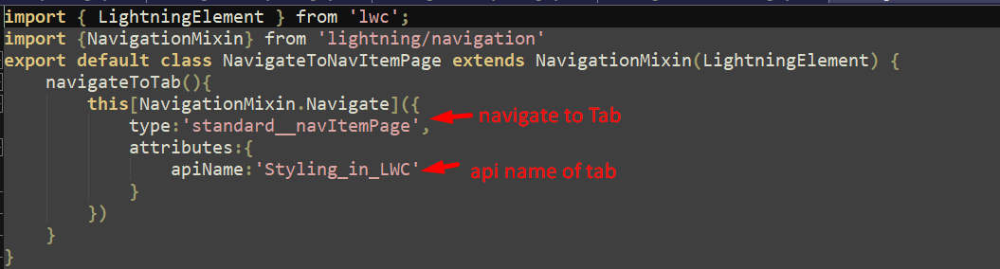 import { LightningElement } from 'lwc';
import {NavigationMixin} from 'lightning/navigation'
export default class NavigateToNavItemPage extends NavigationMixin(LightningElement) {
navigateToTab(){
this[NavigationMixin.Navigate]({
type:'standard__navItemPage', navigate to Tab
attributes:{
apiName:'Styling_in_LWC' api name of tab
}
})
}
}